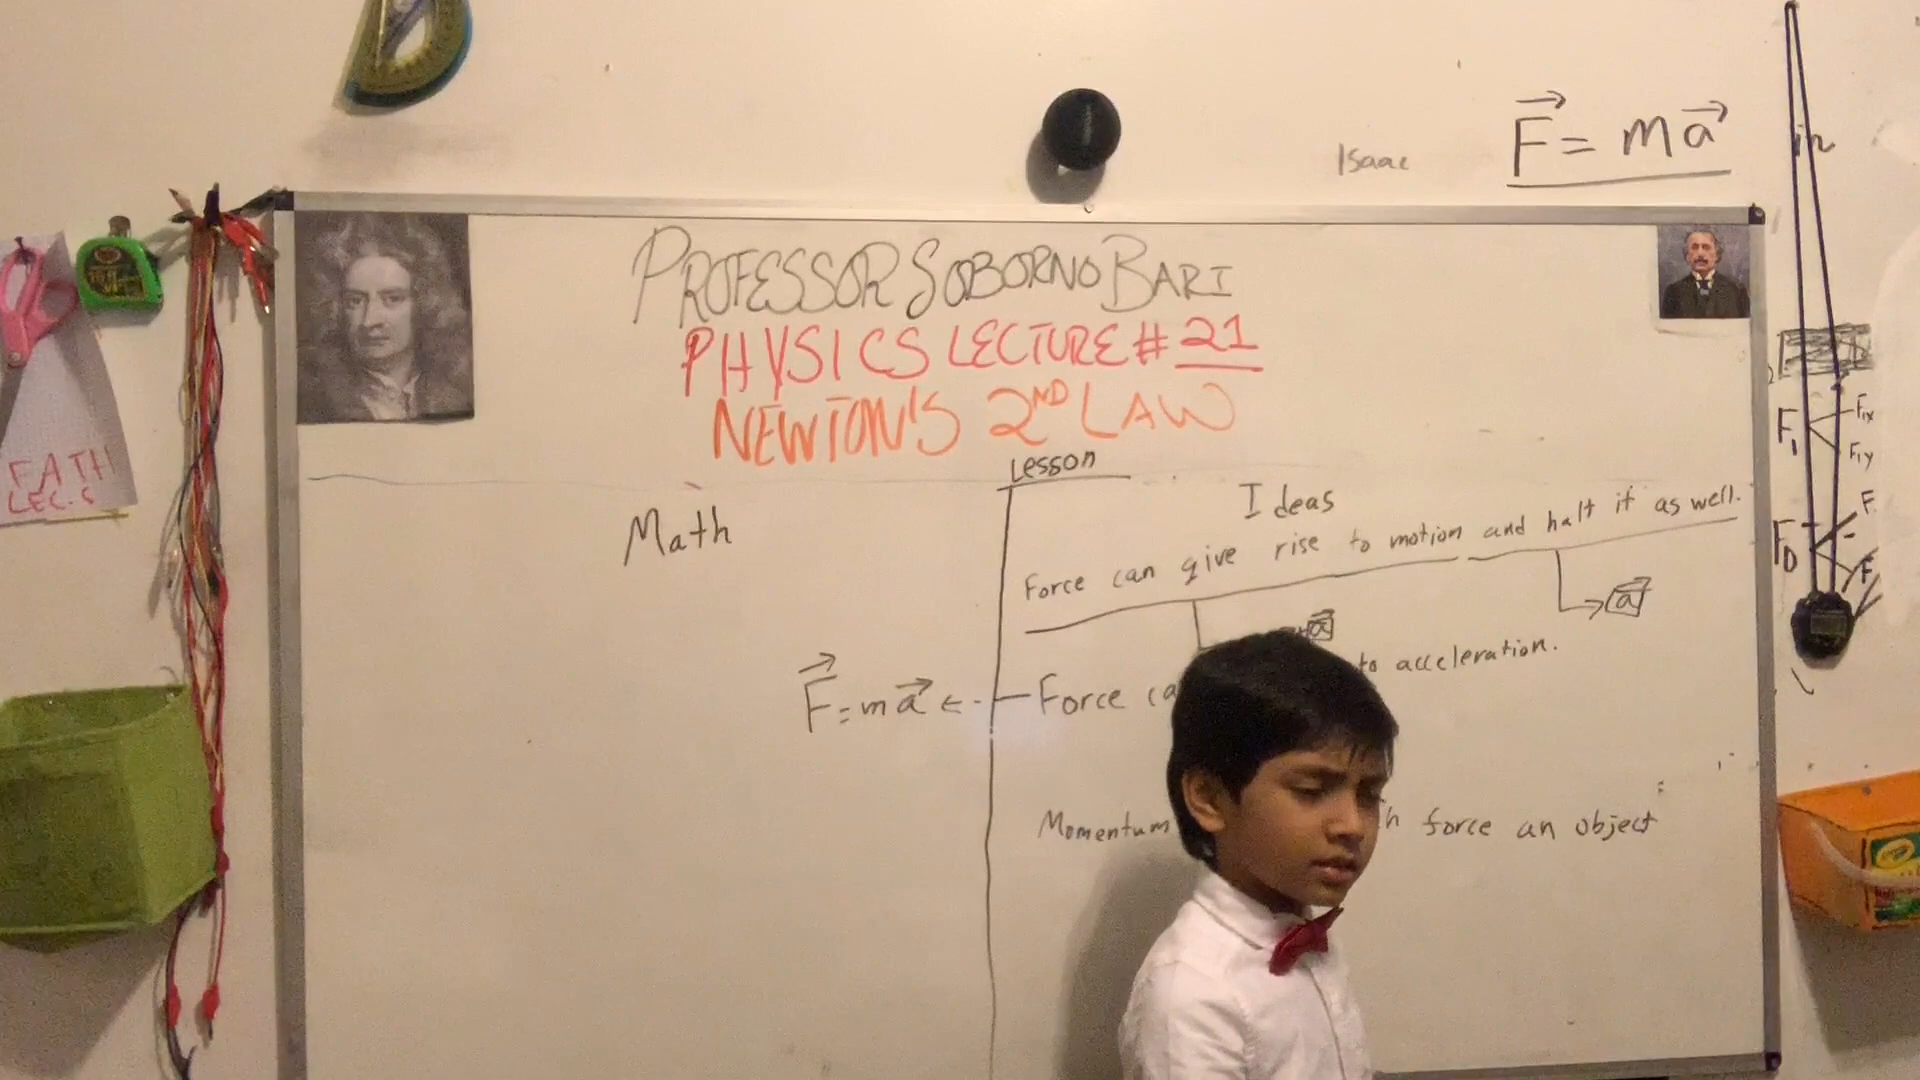 Isaac
F = ma
PROFESSOR SOBORNO BARI
PHYSICS LECTURE # 21
NEWTON'S 2ND LAW
Lesson
Math
Ideas
Force can give rise to motion and halt it as well.
a
a
to acceleration.
F = ma ← - — Force ca
Momentum
h force an object
FATH
LEC.
F1
F1x
F1y
FD
F
F